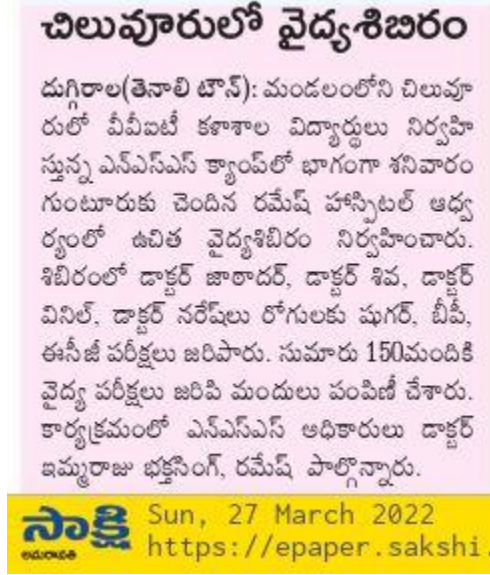 చిలువూరులో వైద్యశిబిరం
దుగ్గిరాల(తెనాలి టౌన్): మండలంలోని చిలువూ
రులో వీవీఐటీ కళాశాల విద్యార్థులు నిర్వహి
స్తున్న ఎన్ఎస్ఎస్ క్యాంప్‌లో భాగంగా శనివారం
గుంటూరుకు చెందిన రమేష్ హాస్పిటల్ ఆధ్వ
ర్యంలో ఉచిత వైద్యశిబిరం నిర్వహించారు.
శిబిరంలో డాక్టర్ జాఠాదర్, డాక్టర్ శివ, డాక్టర్
వినిల్, డాక్టర్ నరేష్‌లు రోగులకు షుగర్, బీపీ,
ఈసీజీ పరీక్షలు జరిపారు. సుమారు 150మందికి
వైద్య పరీక్షలు జరిపి మందులు పంపిణీ చేశారు.
కార్యక్రమంలో ఎన్ఎస్ఎస్ అధికారులు డాక్టర్
ఇమ్మరాజు భక్తసింగ్, రమేష్ పాల్గొన్నారు.
సాక్షి
అమరావతి
Sun, 27 March 2022
https://epaper.sakshi.